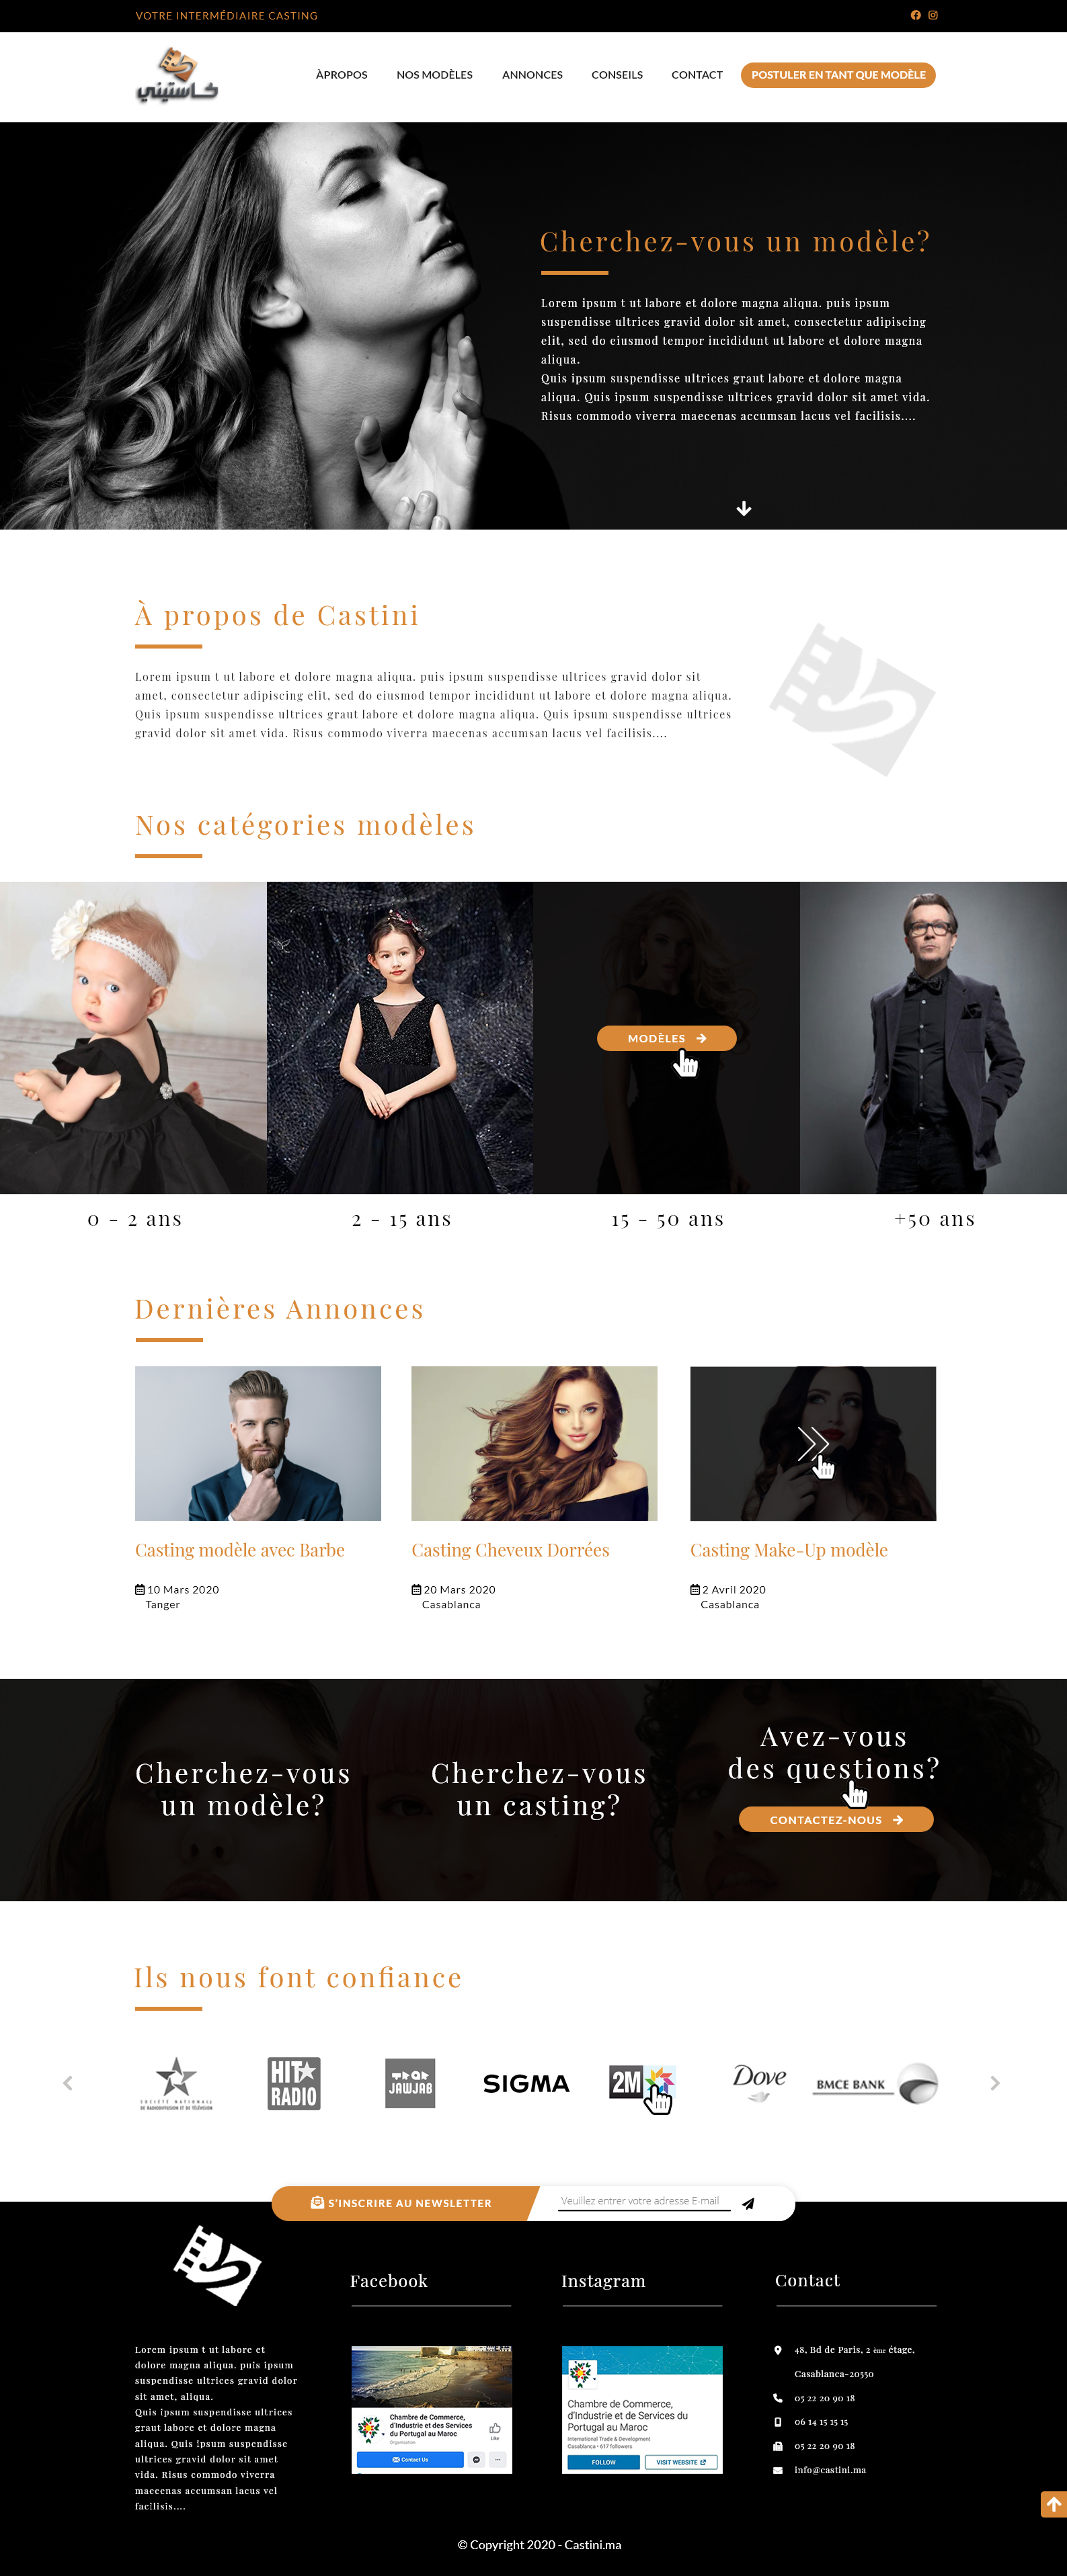 VOTRE INTERMÉDIAIRE CASTING
كاستيني
ÀPROPOS
NOS MODÈLES
ANNONCES
CONSEILS
CONTACT
POSTULER EN TANT QUE MODÈLE
Cherchez-vous un modèle?
Lorem ipsum t ut labore et dolore magna aliqua. puis ipsum
suspendisse ultrices gravid dolor sit amet, consectetur adipiscing
elit, sed do eiusmod tempor incididunt ut labore et dolore magna
aliqua.
Quis ipsum suspendisse ultrices graut labore et dolore magna
aliqua. Quis ipsum suspendisse ultrices gravid dolor sit amet vida.
Risus commodo viverra maecenas accumsan lacus vel facilisis....
À propos de Castini
Lorem ipsum t ut labore et dolore magna aliqua. puis ipsum suspendisse ultrices gravid dolor sit
amet, consectetur adipiscing elit, sed do eiusmod tempor incididunt ut labore et dolore magna aliqua.
Quis ipsum suspendisse ultrices graut labore et dolore magna aliqua. Quis ipsum suspendisse ultrices
gravid dolor sit amet vida. Risus commodo viverra maecenas accumsan lacus vel facilisis....
Nos catégories modèles
MODÈLES
0 - 2 ans
2 - 15 ans
15 - 50 ans
+50 ans
Dernières Annonces
Casting modèle avec Barbe
10 Mars 2020
Tanger
Casting Cheveux Dorrées
20 Mars 2020
Casablanca
Casting Make-Up modèle
2 Avril 2020
Casablanca
Cherchez-vous
un modèle?
Cherchez-vous
un casting?
Avez-vous
des questions?
CONTACTEZ-NOUS
Ils nous font confiance
SOCIÉTÉ NATIONALE
DE RADIODIFFUSION ET DE TÉLÉVISION
HIT
RADIO
JAWJAB
SIGMA
2M
Dove
BMCE BANK
S'INSCRIRE AU NEWSLETTER
Veuillez entrer votre adresse E-mail
Lorem ipsum t ut labore et
dolore magna aliqua. puis ipsum
suspendisse ultrices gravid dolor
sit amet, aliqua.
Quis ipsum suspendisse ultrices
graut labore et dolore magna
aliqua. Quis ipsum suspendisse
ultrices gravid dolor sit amet
vida. Risus commodo viverra
maecenas accumsan lacus vel
facilisis....
Facebook
Chambre de Commerce,
d'Industrie et des Services
du Portugal au Maroc
Organisation
Like
Contact Us
Instagram
Chambre de Commerce,
d'Industrie et de Services du
Portugal au Maroc
International Trade & Development
Casablanca • 617 followers
FOLLOW
VISIT WEBSITE
Contact
48, Bd de Paris, 2 ème étage,
Casablanca-20550
05 22 20 90 18
06 14 15 15 15
05 22 20 90 18
info@castini.ma
© Copyright 2020 - Castini.ma